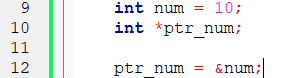 9 int num = 10;
10 int *ptr_num;
11
12 ptr_num = &num;